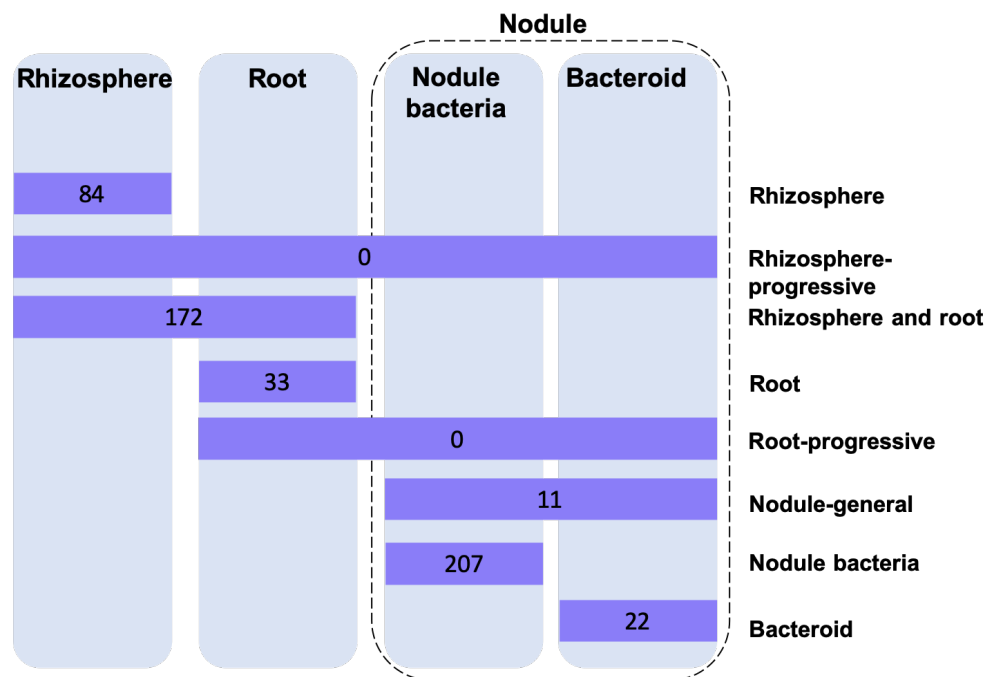 Nodule
Rhizosphere
Root
Nodule
bacteria
Bacteroid
84
Rhizosphere
0
Rhizosphere-
progressive
172
Rhizosphere and root
33
Root
0
Root-progressive
11
Nodule-general
207
Nodule bacteria
22
Bacteroid